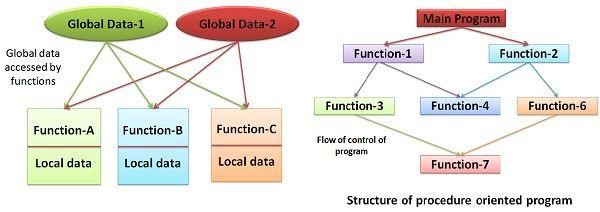 Global Data-1
Global Data-2
Global data
accessed by
functions
Function-A
Function-B
Function-C
Local data
Local data
Local data
Main Program
Function-1
Function-2
Function-3
Function-4
Function-6
Flow of control of
program
Function-7
Structure of procedure oriented program